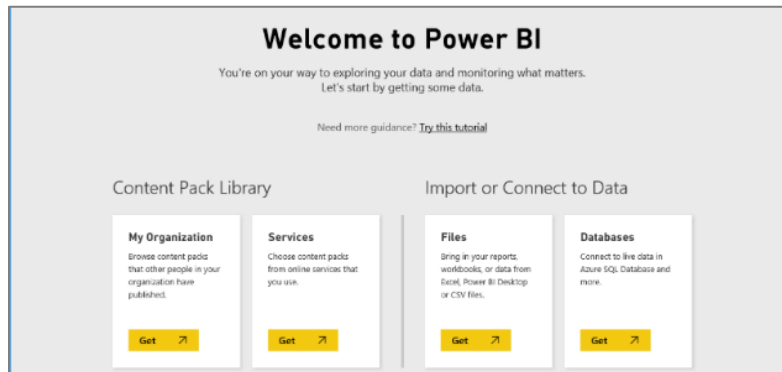 Welcome to Power BI
You're on your way to exploring your data and monitoring what matters.
Let's start by getting some data.
Need more guidance? Try this tutorial
Content Pack Library
Import or Connect to Data
My Organization
Browse content packs
that other people in your
organization have
published.
Get
Services
Choose content packs
from online services that
you use.
Get
Files
Bring in your reports,
workbooks, or data from
Excel, Power BI Desktop
or CSV files.
Get
Databases
Connect to live data in
Azure SQL Database and
more.
Get